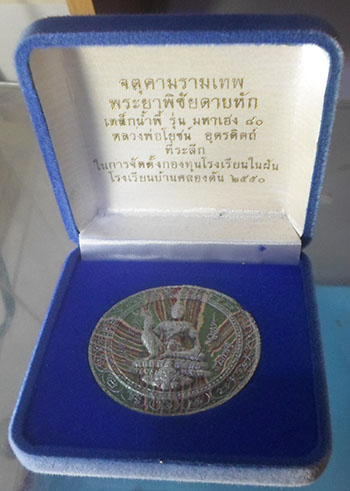 จตุคามรามเทพ
พระยาพิชัยดาบหัก
เหล็กน้ำพี้ รุ่น มหาเฮง ๘๐
หลวงพ่อโยชน์ อุตรดิตถ์
ที่ระลึก
ในการจัดตั้งกองทุนโรงเรียนในฝัน
โรงเรียนบ้านคลองตัน ๒๕๕๐